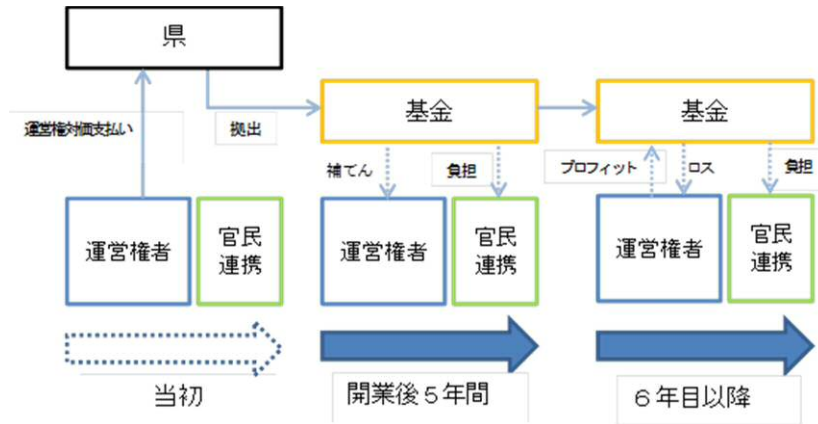 県
基金
基金
運営権対価支払い
拠出
補てん
負担
プロフィット
ロス
負担
運営権者
官民
連携
運営権者
官民
連携
運営権者
官民
連携
当初
開業後５年間
６年目以降